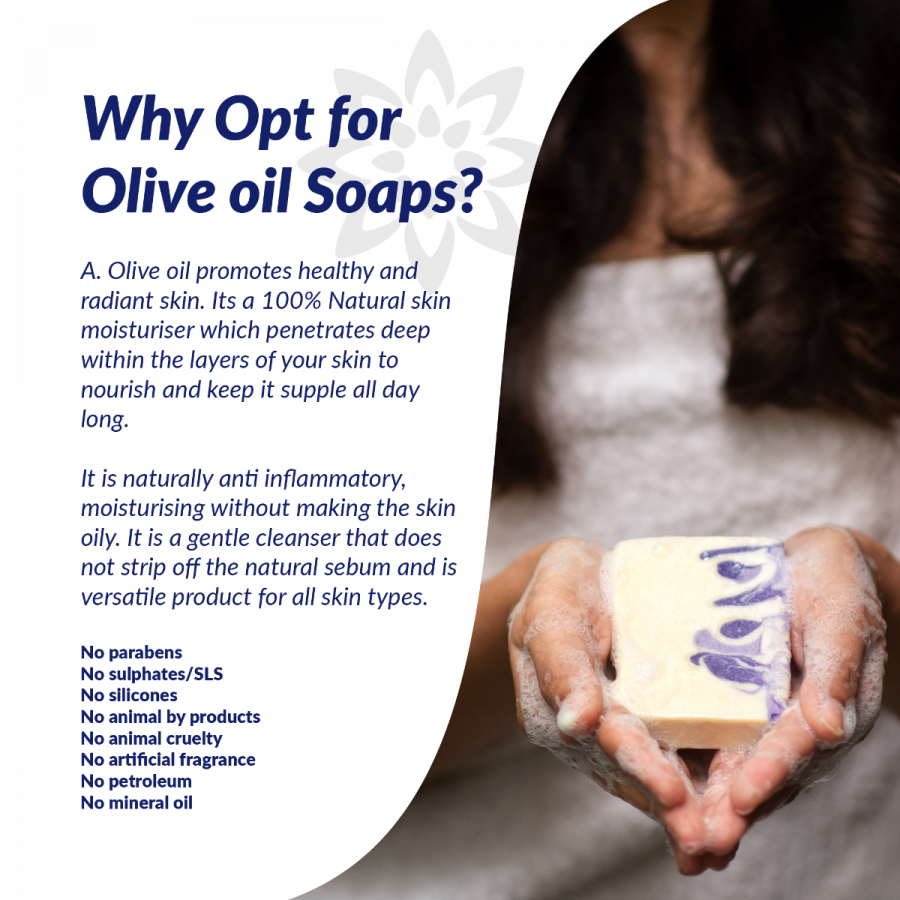 Why Opt for
Olive oil Soaps?
A. Olive oil promotes healthy and
radiant skin. Its a 100% Natural skin
moisturiser which penetrates deep
within the layers of your skin to
nourish and keep it supple all day
long.
It is naturally anti inflammatory,
moisturising without making the skin
oily. It is a gentle cleanser that does
not strip off the natural sebum and is
versatile product for all skin types.
No parabens
No sulphates/SLS
No silicones
No animal by products
No animal cruelty
No artificial fragrance
No petroleum
No mineral oil